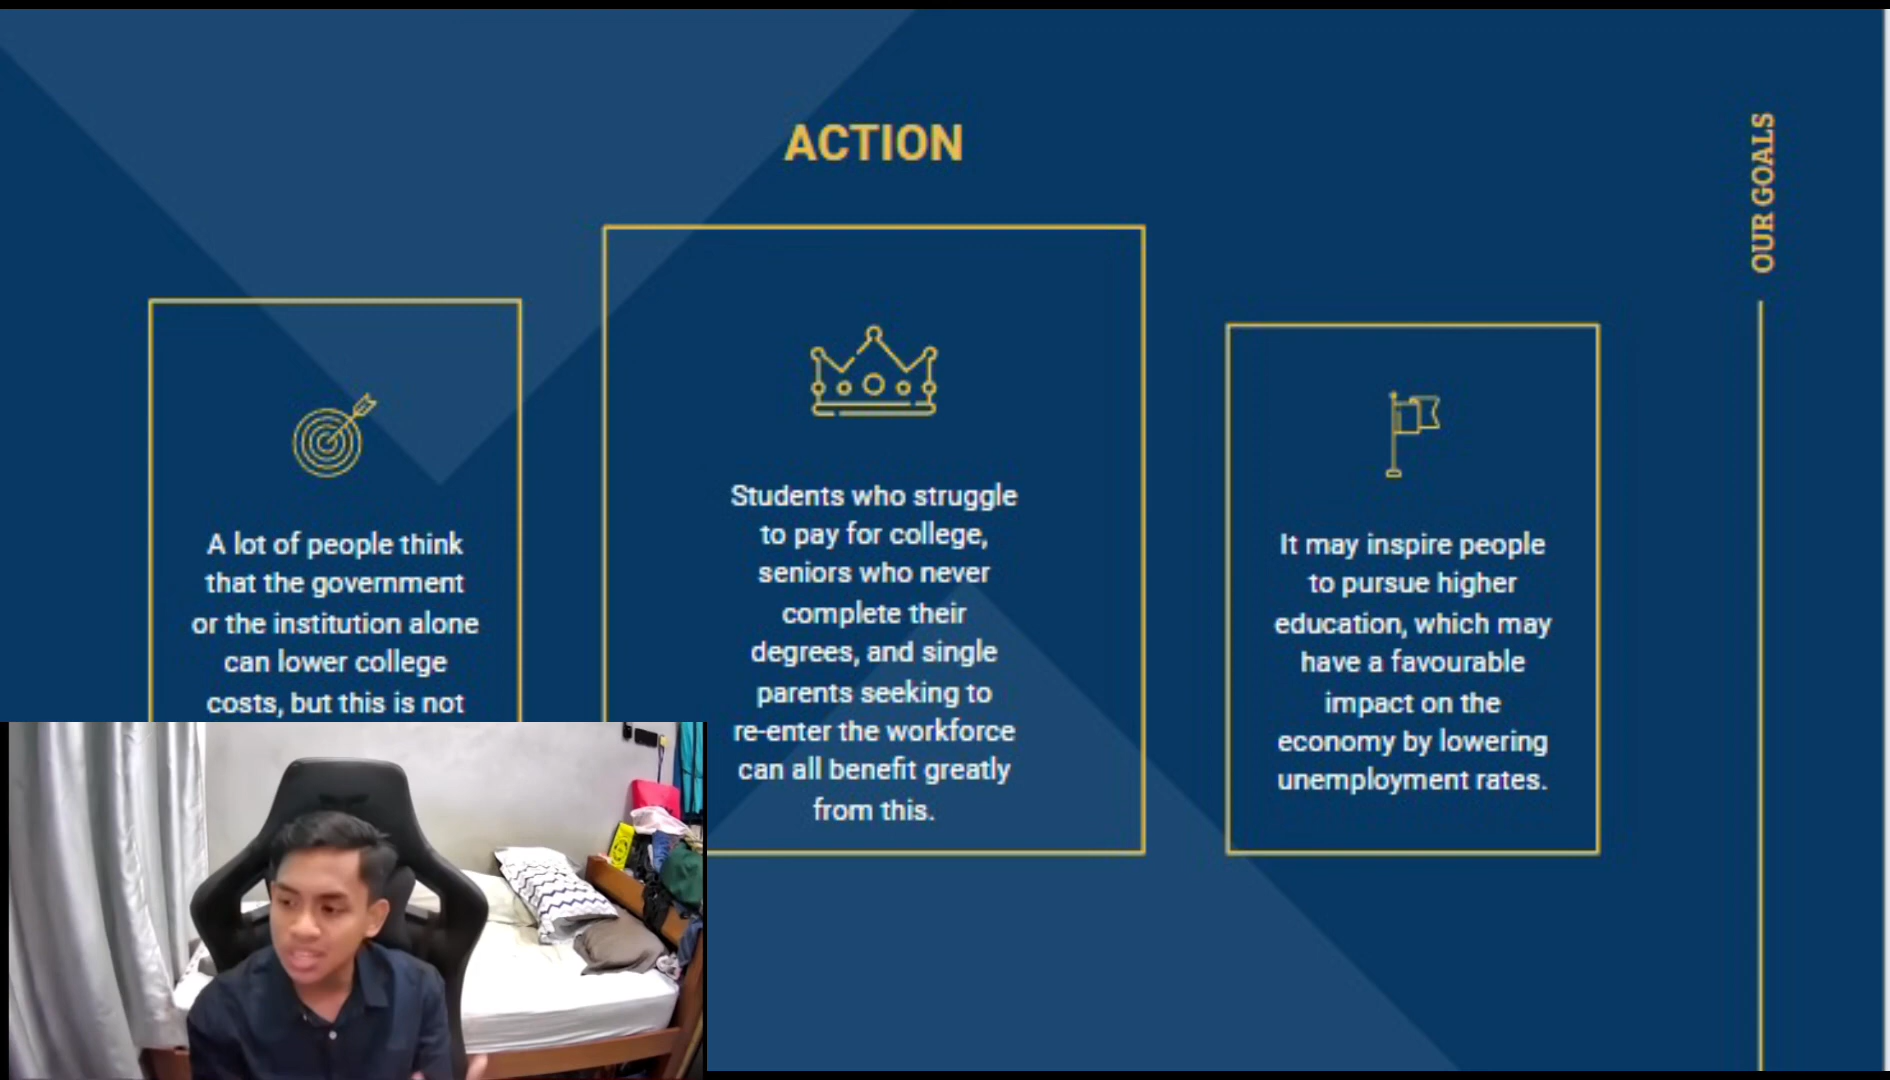 ACTION
OUR GOALS
A lot of people think
that the government
or the institution alone
can lower college
costs, but this is not
Students who struggle
to pay for college,
seniors who never
complete their
degrees, and single
parents seeking to
re-enter the workforce
can all benefit greatly
from this.
It may inspire people
to pursue higher
education, which may
have a favourable
impact on the
economy by lowering
unemployment rates.